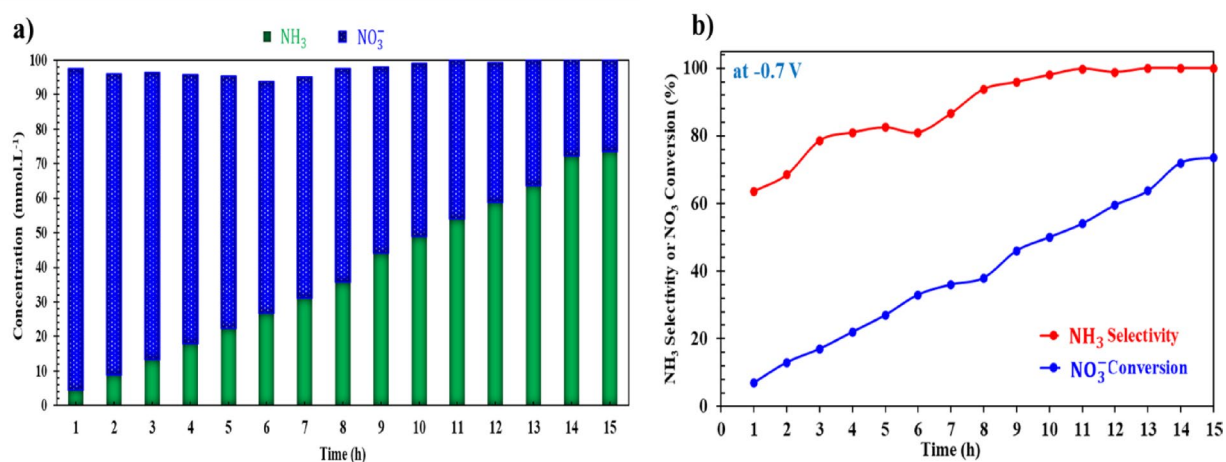 a)
NH₃ NO₃⁻
Concentration (mmol.L⁻¹)
100
90
80
70
60
50
40
30
20
10
0
1 2 3 4 5 6 7 8 9 10 11 12 13 14 15
Time (h)
b)
at -0.7 V
NH₃ Selectivity or NO₃ Conversion (%)
100
80
60
40
20
0
NH₃ Selectivity
NO₃⁻ Conversion
0 1 2 3 4 5 6 7 8 9 10 11 12 13 14 15
Time (h)